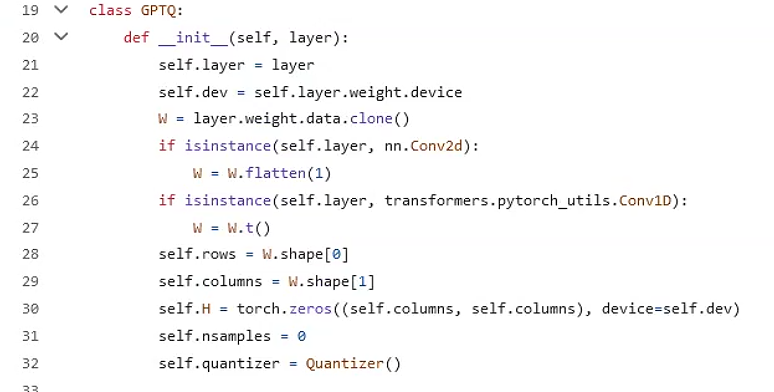 19 class GPTQ:
20     def __init__(self, layer):
21         self.layer = layer
22         self.dev = self.layer.weight.device
23         W = layer.weight.data.clone()
24         if isinstance(self.layer, nn.Conv2d):
25             W = W.flatten(1)
26         if isinstance(self.layer, transformers.pytorch_utils.Conv1D):
27             W = W.t()
28         self.rows = W.shape[0]
29         self.columns = W.shape[1]
30         self.H = torch.zeros((self.columns, self.columns), device=self.dev)
31         self.nsamples = 0
32         self.quantizer = Quantizer()
33